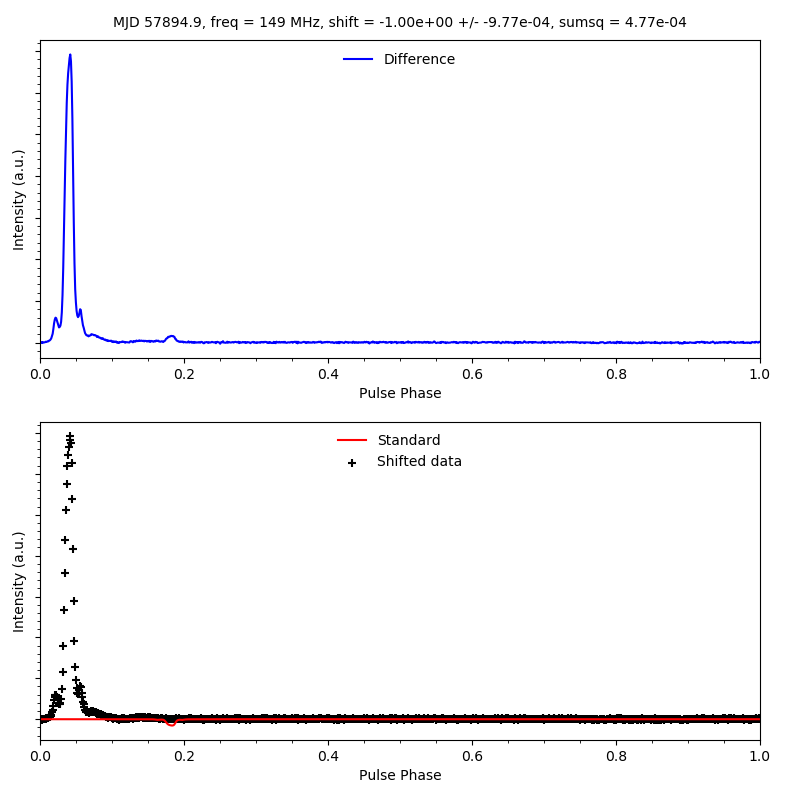 MJD 57894.9, freq = 149 MHz, shift = -1.00e+00 +/- -9.77e-04, sumsq = 4.77e-04
Difference
Intensity (a.u.)
0.0 0.2 0.4 0.6 0.8 1.0
Pulse Phase
Standard
Shifted data
Intensity (a.u.)
0.0 0.2 0.4 0.6 0.8 1.0
Pulse Phase